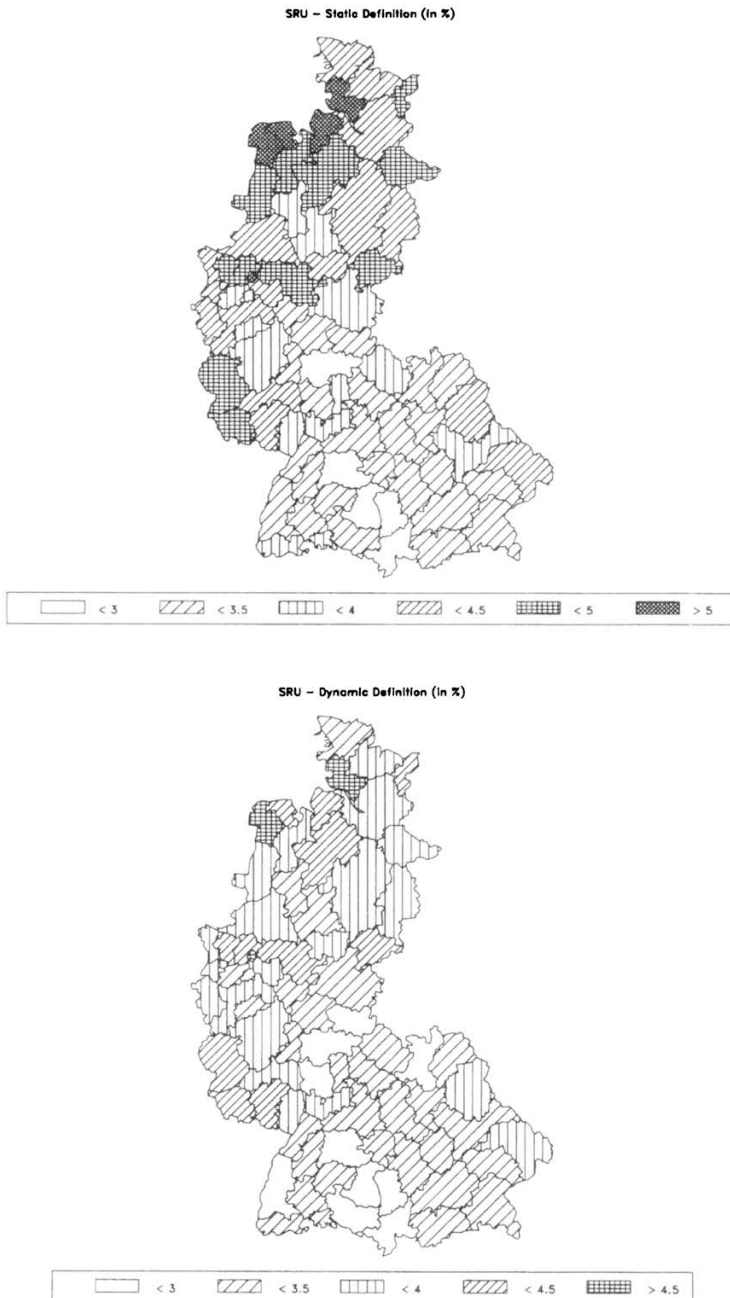 SRU – Static Definition (in %)
< 3 < 3.5 < 4 < 4.5 < 5 > 5
SRU – Dynamic Definition (in %)
< 3 < 3.5 < 4 < 4.5 > 4.5